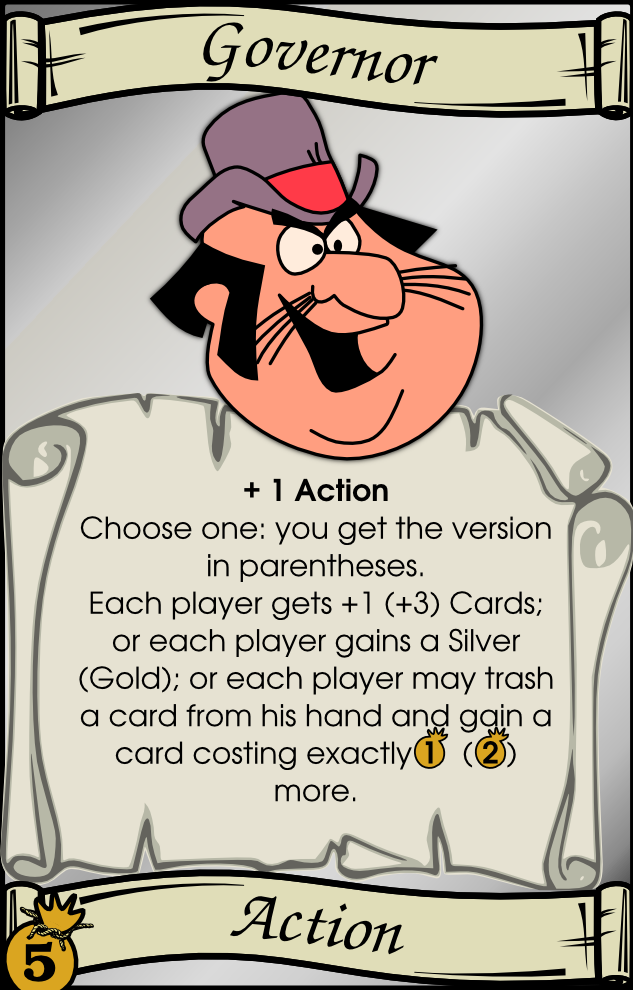 Governor
+ 1 Action
Choose one: you get the version
in parentheses.
Each player gets +1 (+3) Cards;
or each player gains a Silver
(Gold); or each player may trash
a card from his hand and gain a
card costing exactly 1 (2)
more.
Action
5